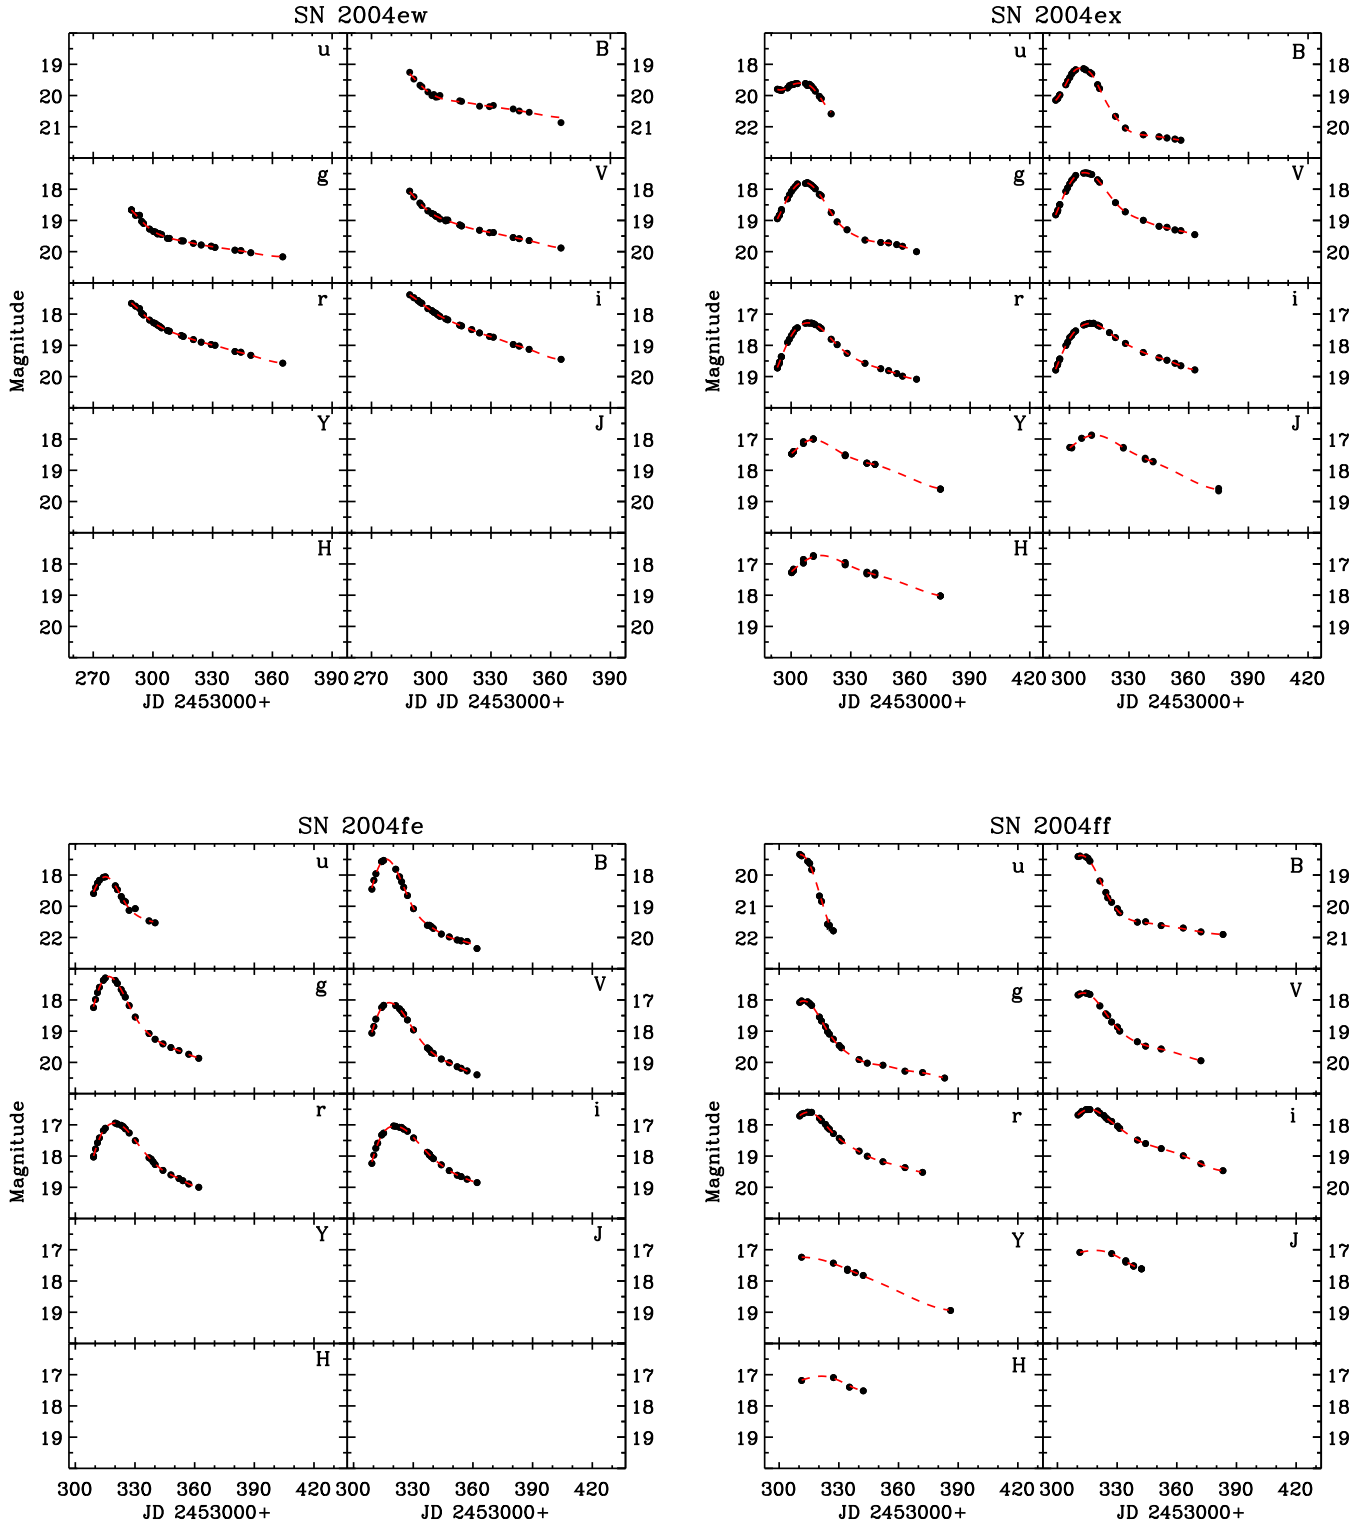 SN 2004ew
SN 2004ex
u B
19 19
20 20
21 21
g V
18 18
19 19
20 20
r i
18 18
19 19
20 20
Y J
18 18
19 19
20 20
H
18 18
19 19
20 20
Magnitude
270 300 330 360 390 270 300 330 360 390
JD JD 2453000+ JD 2453000+
u B
18 18
20 19
22 20
g V
18 18
19 19
20 20
r i
17 17
18 18
19 19
Y J
17 17
18 18
19 19
H
17 17
18 18
19 19
Magnitude
300 330 360 390 420 300 330 360 390 420
JD 2453000+ JD 2453000+
SN 2004fe
SN 2004ff
u B
18 18
20 19
22 20
g V
17 17
18 18
19 19
r i
17 17
18 18
19 19
Y J
17 17
18 18
19 19
H
17 17
18 18
19 19
Magnitude
300 330 360 390 420 300 330 360 390 420
JD 2453000+ JD 2453000+
u B
20 19
21 20
22 21
g V
18 18
19 19
20 20
r i
18 18
19 19
20 20
Y J
17 17
18 18
19 19
H
17 17
18 18
19 19
Magnitude
300 330 360 390 420 300 330 360 390 420
JD 2453000+ JD 2453000+